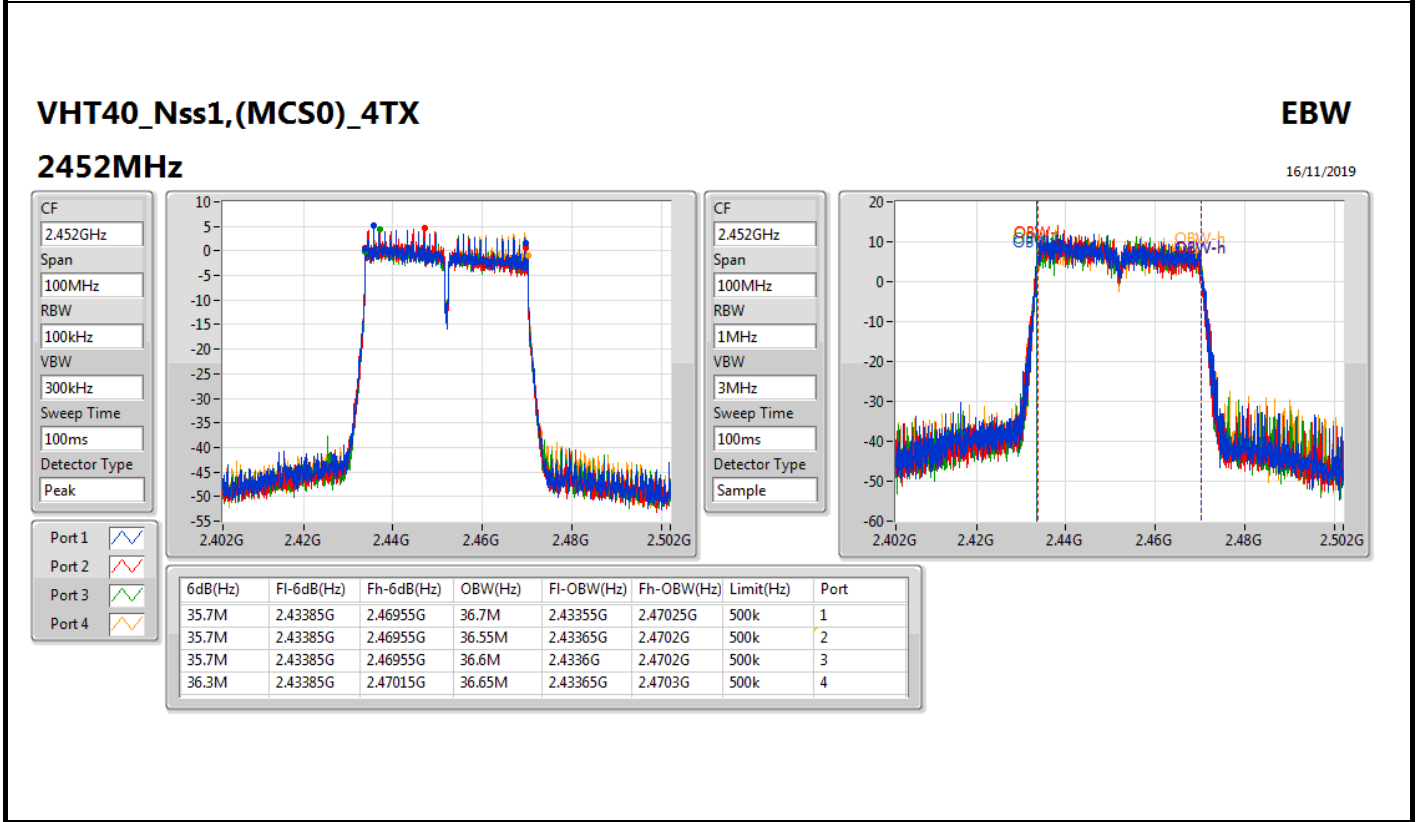 VHT40_Nss1,(MCS0)_4TX
EBW
2452MHz
16/11/2019
CF
2.452GHz
Span
100MHz
RBW
100kHz
VBW
300kHz
Sweep Time
100ms
Detector Type
Peak
10
5
0
-5
-10
-15
-20
-25
-30
-35
-40
-45
-50
-55
2.402G 2.42G 2.44G 2.46G 2.48G 2.502G
CF
2.452GHz
Span
100MHz
RBW
1MHz
VBW
3MHz
Sweep Time
100ms
Detector Type
Sample
20
10
0
-10
-20
-30
-40
-50
-60
OBW-h
OBW-h
2.402G 2.42G 2.44G 2.46G 2.48G 2.502G
Port 1
Port 2
Port 3
Port 4
6dB(Hz) Fl-6dB(Hz) Fh-6dB(Hz) OBW(Hz) Fl-OBW(Hz) Fh-OBW(Hz) Limit(Hz) Port
35.7M 2.43385G 2.46955G 36.7M 2.43355G 2.47025G 500k 1
35.7M 2.43385G 2.46955G 36.55M 2.43365G 2.4702G 500k 2
35.7M 2.43385G 2.46955G 36.6M 2.4336G 2.4702G 500k 3
36.3M 2.43385G 2.47015G 36.65M 2.43365G 2.4703G 500k 4